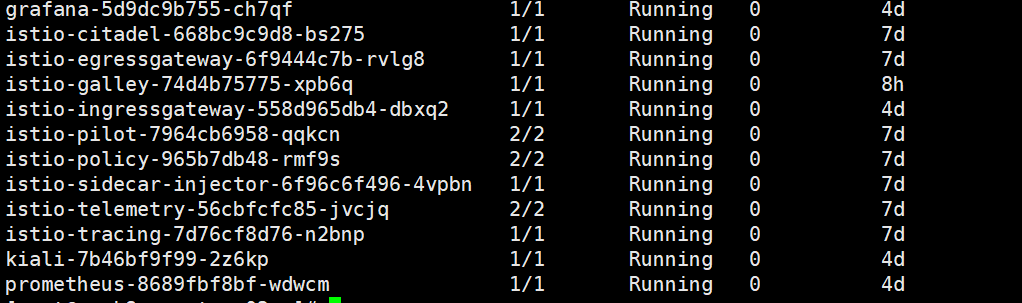 grafana-5d9dc9b755-ch7qf 1/1 Running 0 4d
istio-citadel-668bc9c9d8-bs275 1/1 Running 0 7d
istio-egressgateway-6f9444c7b-rvlg8 1/1 Running 0 7d
istio-galley-74d4b75775-xpb6q 1/1 Running 0 8h
istio-ingressgateway-558d965db4-dbxq2 1/1 Running 0 4d
istio-pilot-7964cb6958-qqkcn 2/2 Running 0 7d
istio-policy-965b7db48-rmf9s 2/2 Running 0 7d
istio-sidecar-injector-6f96c6f496-4vpbn 1/1 Running 0 7d
istio-telemetry-56cbfcfc85-jvcjq 2/2 Running 0 7d
istio-tracing-7d76cf8d76-n2bnp 1/1 Running 0 7d
kiali-7b46bf9f99-2z6kp 1/1 Running 0 4d
prometheus-8689fbf8bf-wdwcm 1/1 Running 0 4d